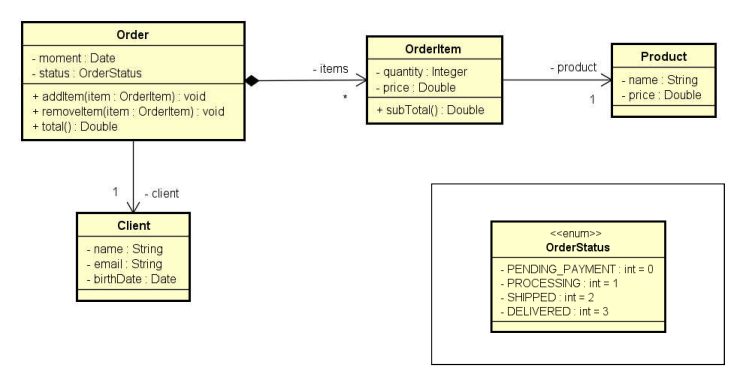 Order
- moment : Date
- status : OrderStatus
+ addItem(item : OrderItem) : void
+ removeItem(item : OrderItem) : void
+ total() : Double
- items
*
OrderItem
- quantity : Integer
- price : Double
+ subTotal() : Double
- product
1
Product
- name : String
- price : Double
1
- client
Client
- name : String
- email : String
- birthDate : Date
<<enum>>
OrderStatus
- PENDING_PAYMENT : int = 0
- PROCESSING : int = 1
- SHIPPED : int = 2
- DELIVERED : int = 3